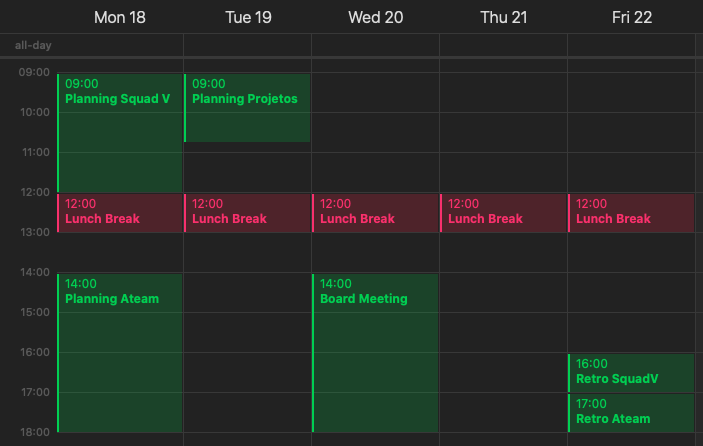 Mon 18 Tue 19 Wed 20 Thu 21 Fri 22
all-day
09:00
09:00 09:00
Planning Squad V Planning Projetos
10:00
11:00
12:00
12:00 12:00 12:00 12:00 12:00
Lunch Break Lunch Break Lunch Break Lunch Break Lunch Break
13:00
14:00
14:00 14:00
Planning Ateam Board Meeting
15:00
16:00
16:00
Retro SquadV
17:00
17:00
Retro Ateam
18:00